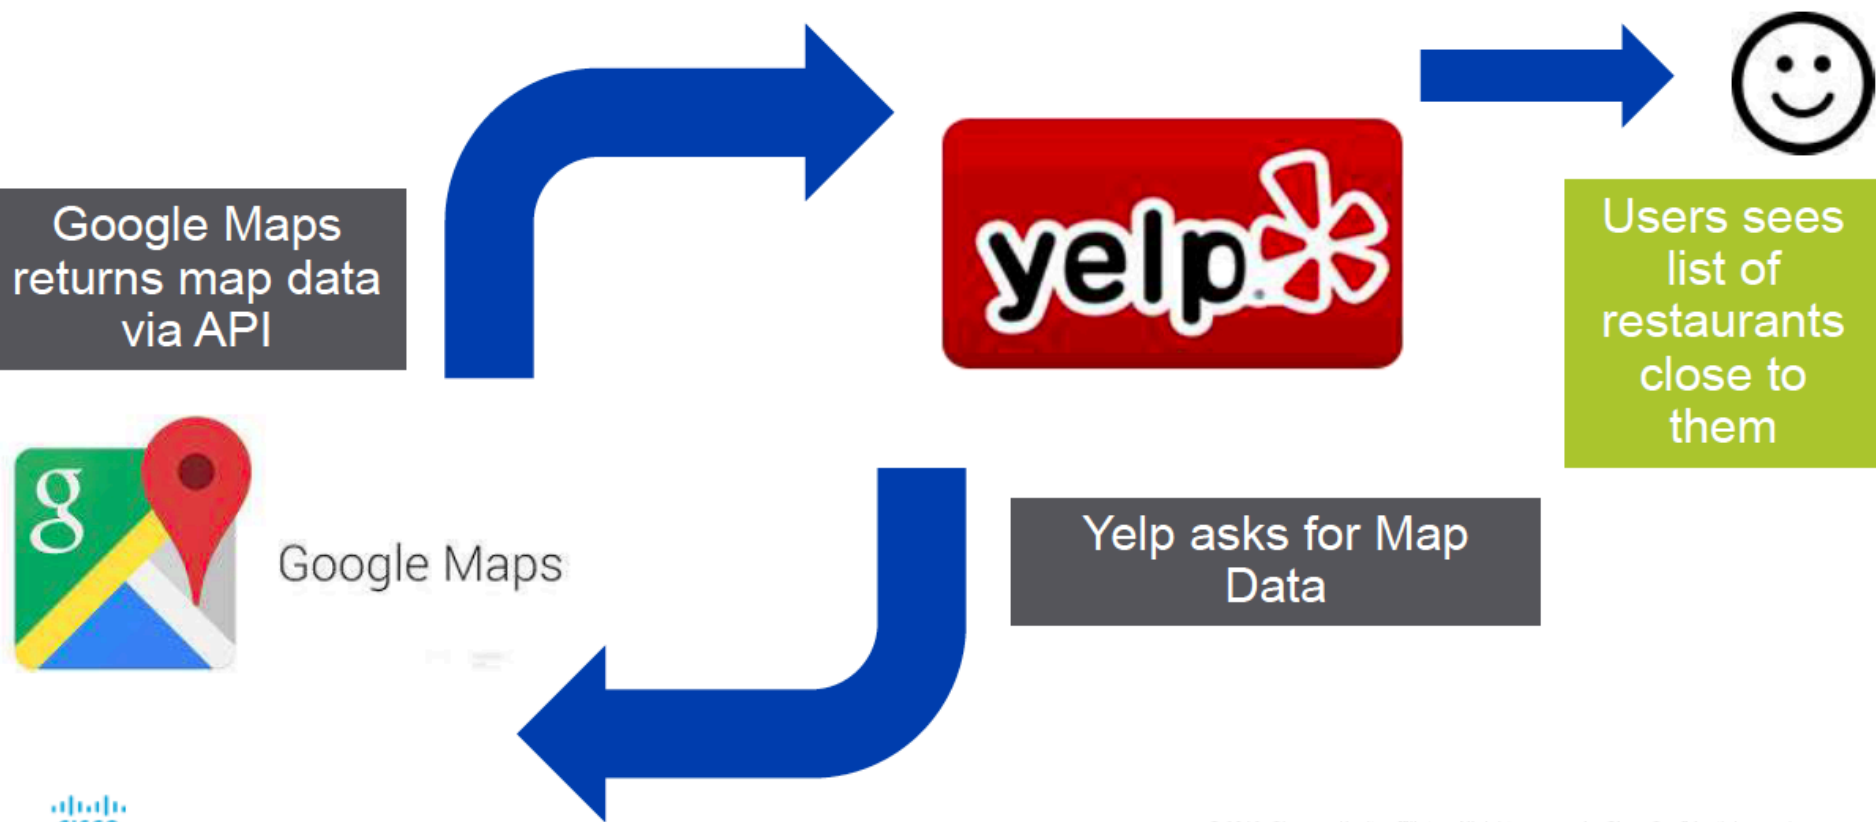 Google Maps
returns map data
via API
yelp
Users sees
list of
restaurants
close to
them
g
Google Maps
Yelp asks for Map
Data